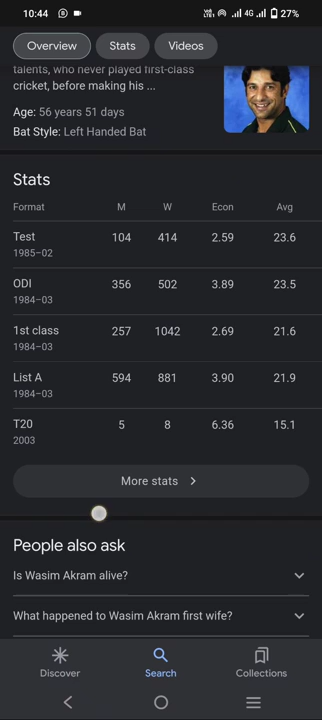 10:44 4G 27%
Overview Stats Videos
talents, who never played first-class
cricket, before making his ...
Age: 56 years 51 days
Bat Style: Left Handed Bat
Stats
Format M W Econ Avg
Test 104 414 2.59 23.6
1985–02
ODI 356 502 3.89 23.5
1984–03
1st class 257 1042 2.69 21.6
1984–03
List A 594 881 3.90 21.9
1984–03
T20 5 8 6.36 15.1
2003
More stats
People also ask
Is Wasim Akram alive?
What happened to Wasim Akram first wife?
Discover Search Collections